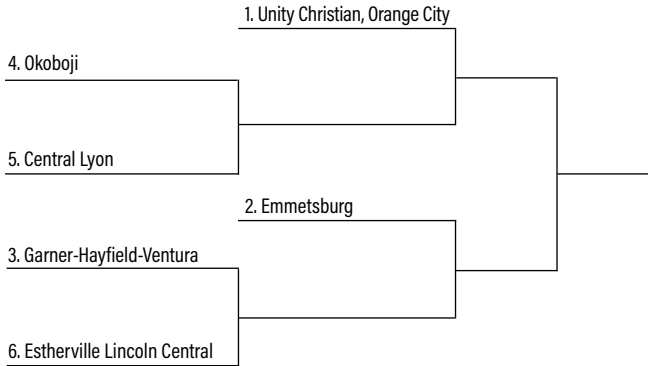 1. Unity Christian, Orange City
4. Okoboji
5. Central Lyon
2. Emmetsburg
3. Garner-Hayfield-Ventura
6. Estherville Lincoln Central